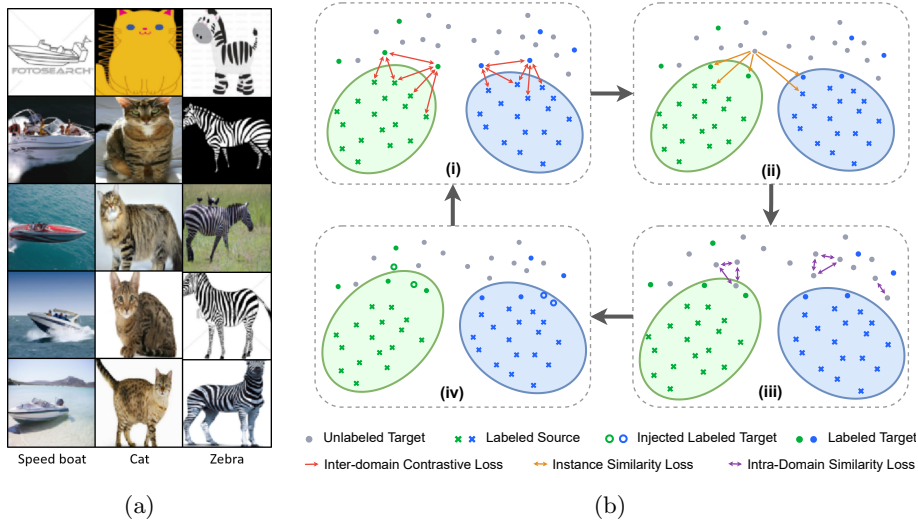 FOTOSEARCH
Speed boat Cat Zebra
(a)
(i)
(ii)
(iv)
(iii)
Unlabeled Target Labeled Source Injected Labeled Target Labeled Target
Inter-domain Contrastive Loss Instance Similarity Loss Intra-Domain Similarity Loss
(b)